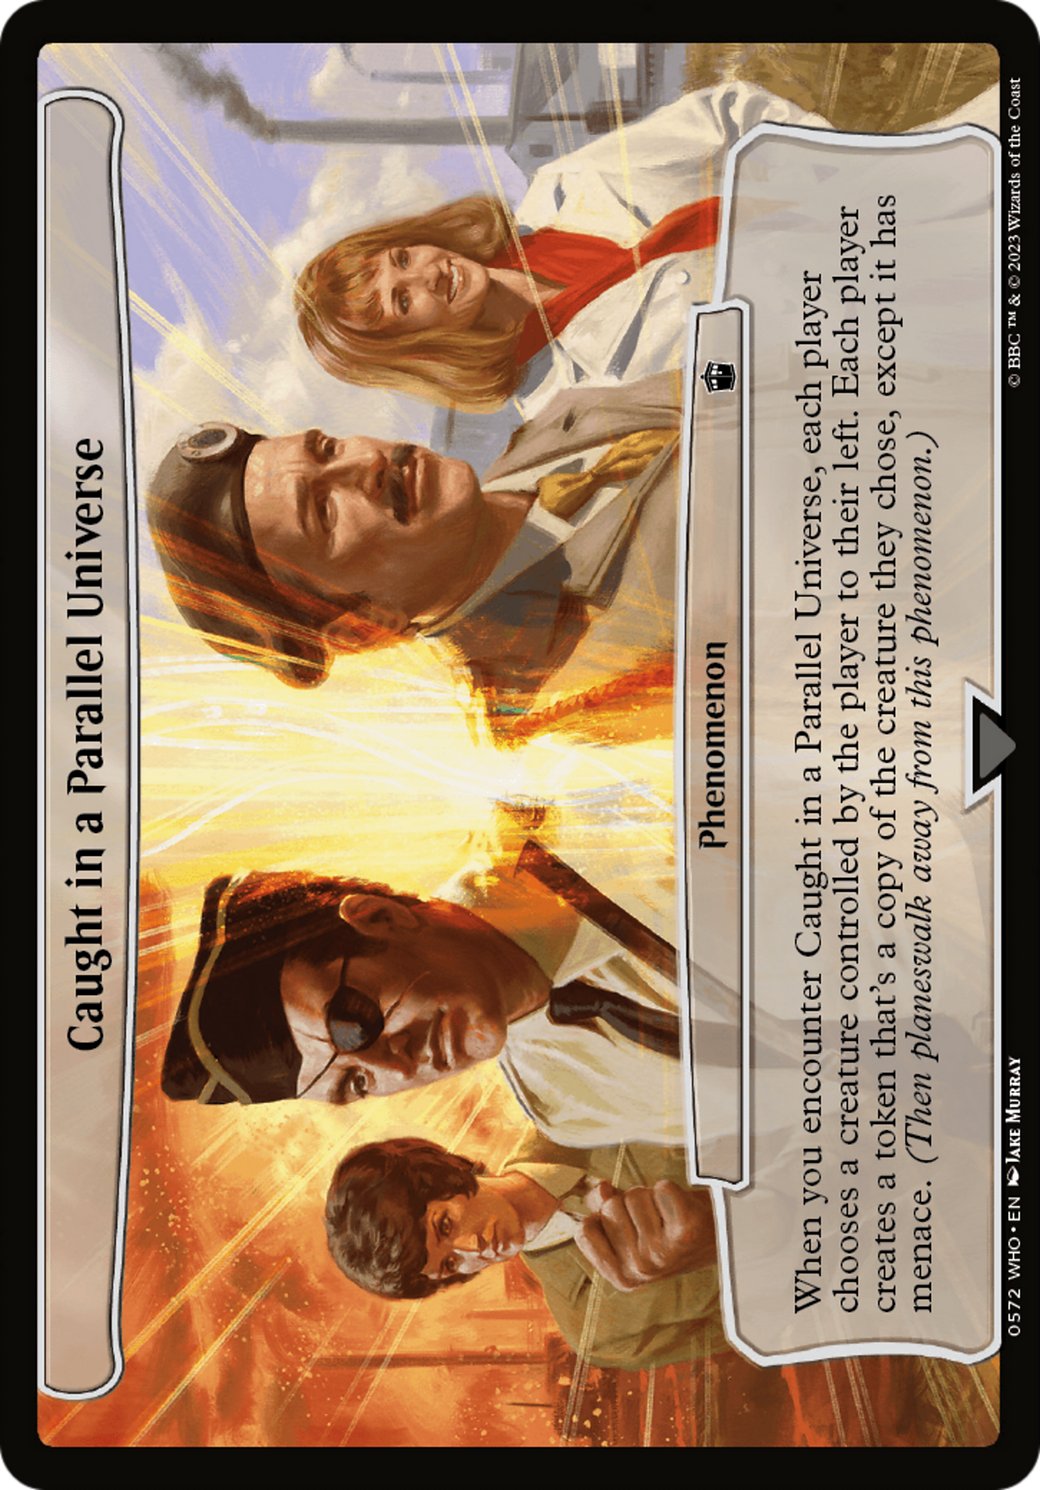 Caught in a Parallel Universe
Phenomenon
When you encounter Caught in a Parallel Universe, each player
chooses a creature controlled by the player to their left. Each player
creates a token that's a copy of the creature they chose, except it has
menace. (Then planeswalk away from this phenomenon.)
0572 WHO • EN Jake Murray
© BBC ™ & © 2023 Wizards of the Coast